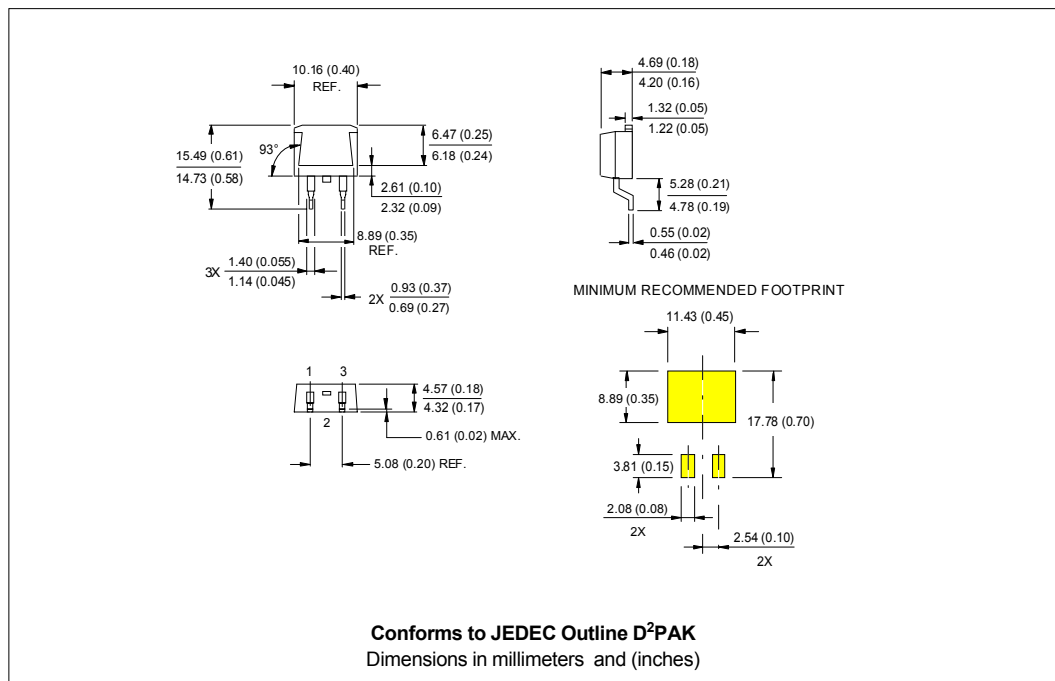 10.16 (0.40)
REF.
15.49 (0.61)
14.73 (0.58)
93°
6.47 (0.25)
6.18 (0.24)
2.61 (0.10)
2.32 (0.09)
8.89 (0.35)
REF.
3X
1.40 (0.055)
1.14 (0.045)
2X
0.93 (0.37)
0.69 (0.27)
4.69 (0.18)
4.20 (0.16)
1.32 (0.05)
1.22 (0.05)
5.28 (0.21)
4.78 (0.19)
0.55 (0.02)
0.46 (0.02)
1 3
2
4.57 (0.18)
4.32 (0.17)
0.61 (0.02) MAX.
5.08 (0.20) REF.
MINIMUM RECOMMENDED FOOTPRINT
11.43 (0.45)
8.89 (0.35)
17.78 (0.70)
3.81 (0.15)
2.08 (0.08)
2X
2.54 (0.10)
2X
Conforms to JEDEC Outline D²PAK
Dimensions in millimeters and (inches)